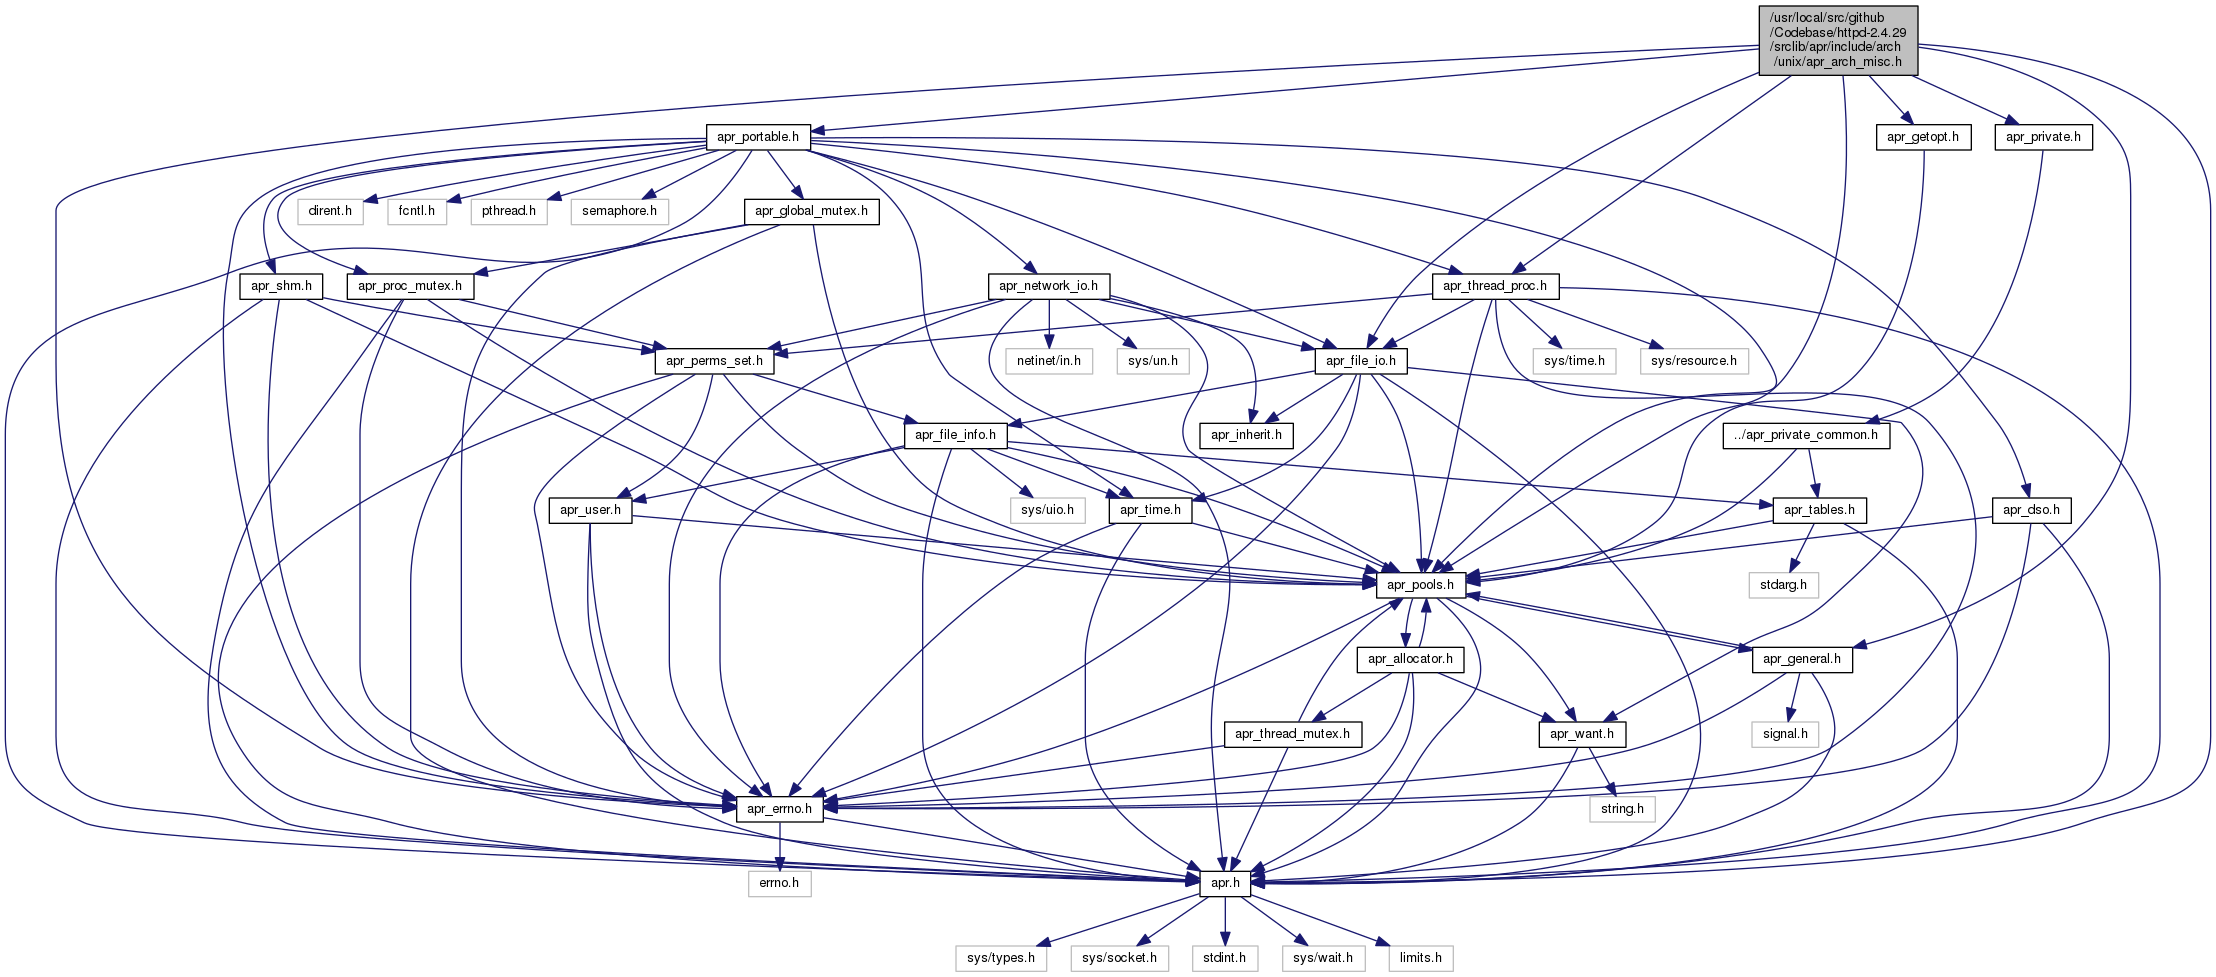 /usr/local/src/github
/Codebase/httpd-2.4.29
/srclib/apr/include/arch
/unix/apr_arch_misc.h
apr_portable.h
apr_getopt.h
apr_private.h
dirent.h
fcntl.h
pthread.h
semaphore.h
apr_global_mutex.h
apr_shm.h
apr_proc_mutex.h
apr_network_io.h
apr_thread_proc.h
apr_perms_set.h
netinet/in.h
sys/un.h
apr_file_io.h
sys/time.h
sys/resource.h
apr_file_info.h
apr_inherit.h
../apr_private_common.h
apr_user.h
sys/uio.h
apr_time.h
apr_tables.h
apr_dso.h
apr_pools.h
stdarg.h
apr_allocator.h
apr_general.h
apr_thread_mutex.h
apr_want.h
signal.h
apr_errno.h
string.h
errno.h
apr.h
sys/types.h
sys/socket.h
stdint.h
sys/wait.h
limits.h